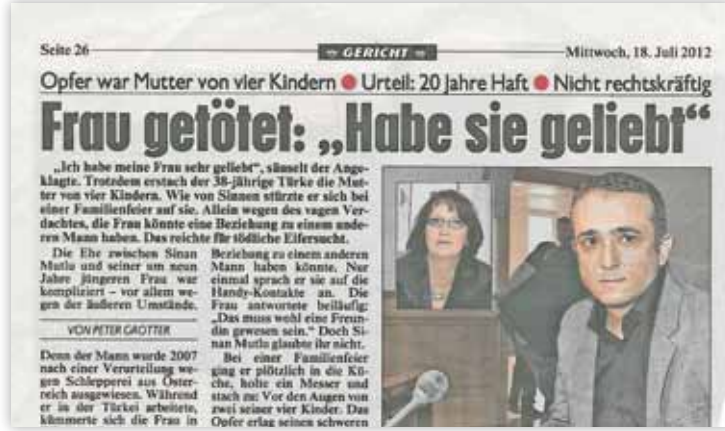 Seite 26
GERICHT
Mittwoch, 18. Juli 2012
Opfer war Mutter von vier Kindern ● Urteil: 20 Jahre Haft ● Nicht rechtskräftig
Frau getötet: „Habe sie geliebt“
„Ich habe meine Frau sehr geliebt“, säuselt der Ange-
klagte. Trotzdem erstach der 38-jährige Türke die Mut-
ter von vier Kindern. Wie von Sinnen stürzte er sich bei
einer Familienfeier auf sie. Allein wegen des vagen Ver-
dachtes, die Frau könnte eine Beziehung zu einem ande-
ren Mann haben. Das reichte für tödliche Eifersucht.
Die Ehe zwischen Sinan
Mutlu und seiner um neun
Jahre jüngeren Frau war
kompliziert – vor allem we-
gen der äußeren Umstände.
VON PETER GROTTER
Denn der Mann wurde 2007
nach einer Verurteilung we-
gen Schlepperei aus Öster-
reich ausgewiesen. Während
er in der Türkei arbeitete,
kümmerte sich die Frau in
Beziehung zu einem anderen
Mann haben könnte. Nur
einmal sprach er sie auf die
Handy-Kontakte an. Die
Frau antwortete beiläufig:
„Das muss wohl eine Freun-
din gewesen sein.“ Doch Si-
nan Mutlu glaubte ihr nicht.
Bei einer Familienfeier
ging er plötzlich in die Kü-
che, holte ein Messer und
stach zu: Vor den Augen von
zwei seiner vier Kinder. Das
Opfer erlag seinen schweren